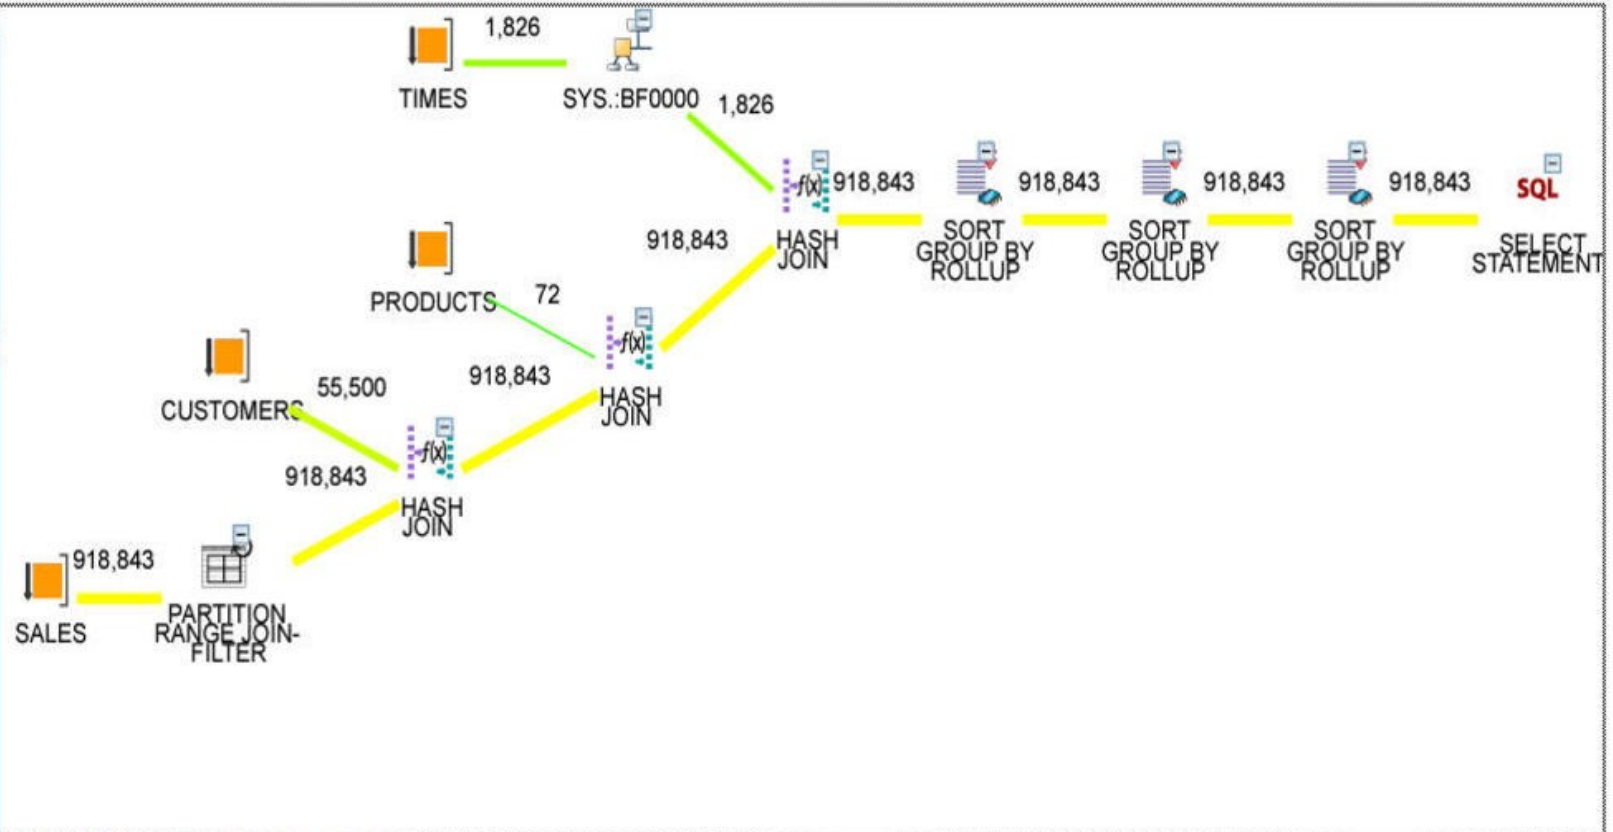 1,826
TIMES
SYS.:BF0000
1,826
f(x)
918,843
918,843
918,843
918,843
SQL
HASH
JOIN
SORT
GROUP BY
ROLLUP
SORT
GROUP BY
ROLLUP
SORT
GROUP BY
ROLLUP
SELECT
STATEMENT
918,843
PRODUCTS
72
f(x)
HASH
JOIN
918,843
CUSTOMERS
55,500
f(x)
HASH
JOIN
918,843
SALES
918,843
PARTITION
RANGE JOIN-
FILTER